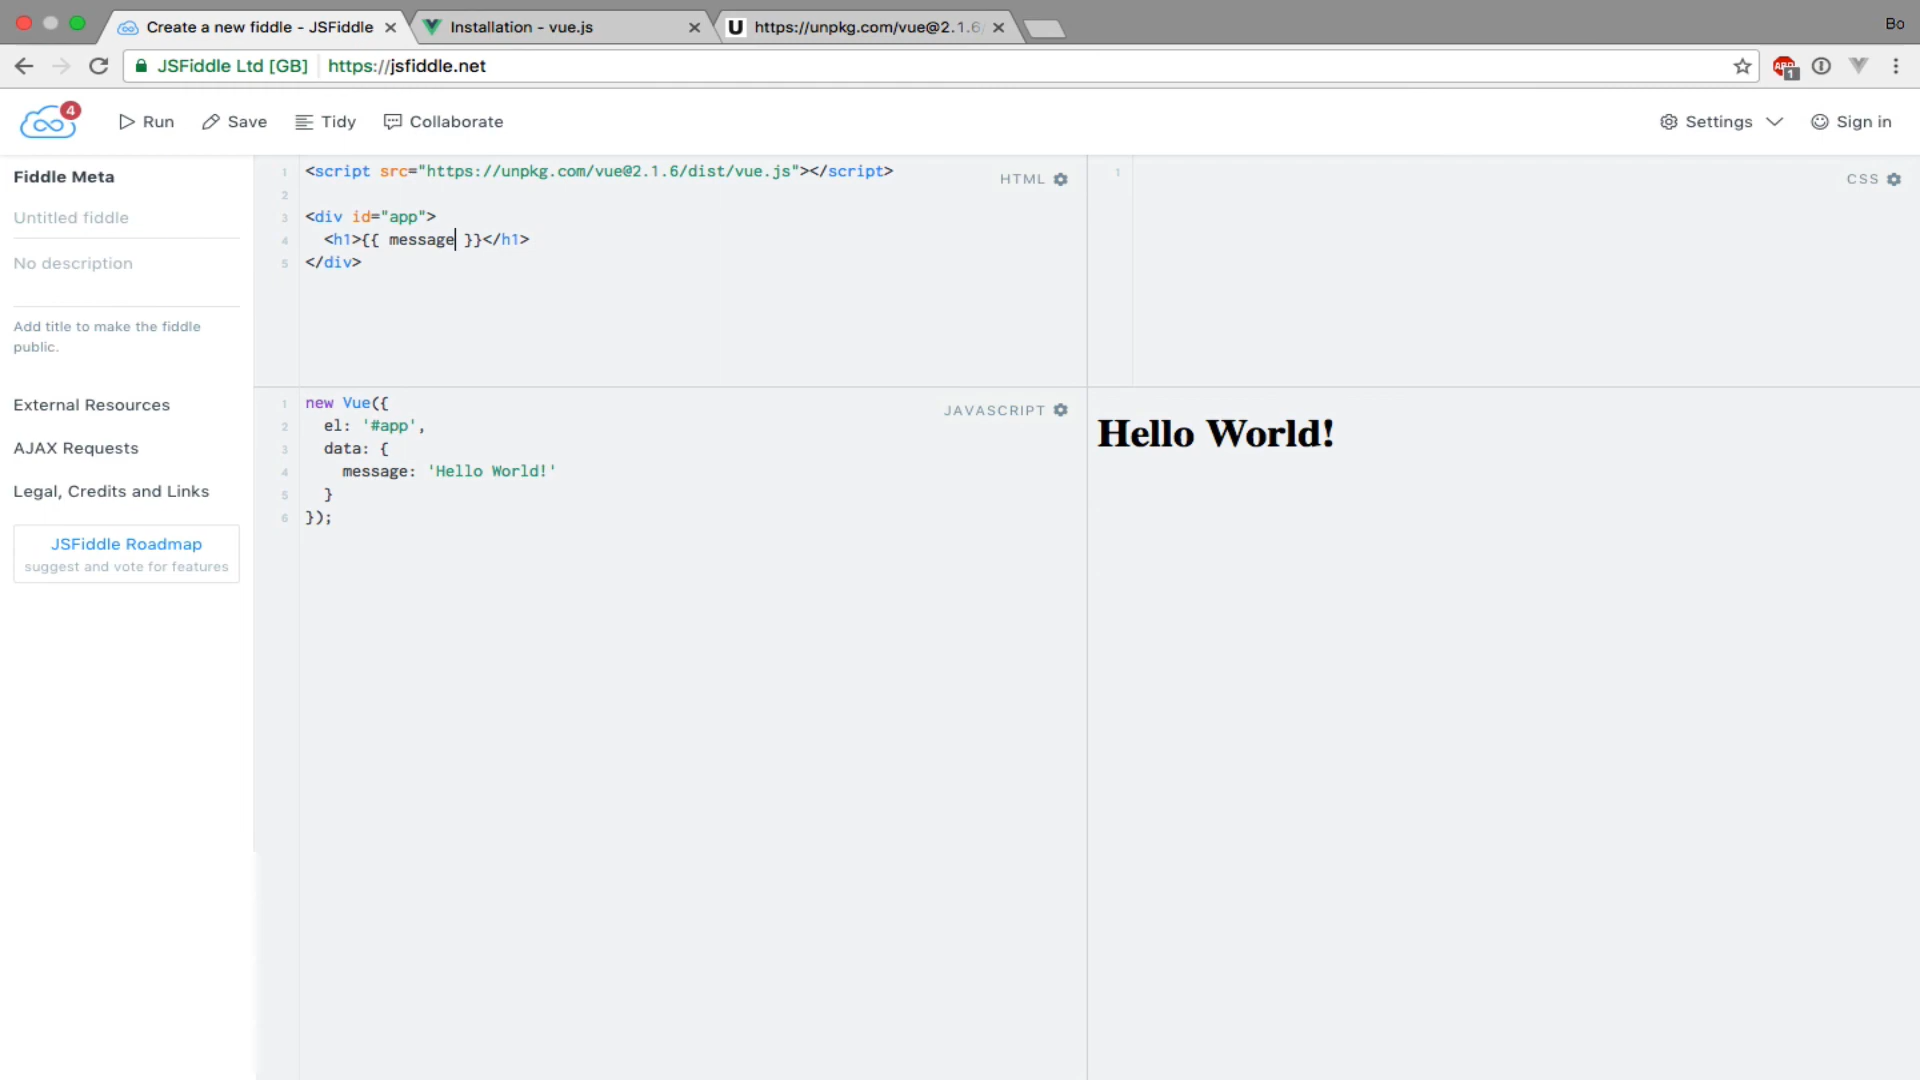 Create a new fiddle - JSFiddle
Installation - vue.js
U https://unpkg.com/vue@2.1.6/
Bo
JSFiddle Ltd [GB] https://jsfiddle.net
ABP 1
4
Run Save Tidy Collaborate
Settings Sign in
Fiddle Meta
Untitled fiddle
No description
Add title to make the fiddle
public.
External Resources
AJAX Requests
Legal, Credits and Links
JSFiddle Roadmap
suggest and vote for features
HTML
1 <script src="https://unpkg.com/vue@2.1.6/dist/vue.js"></script>
2
3 <div id="app">
4 <h1>{{ message }}</h1>
5 </div>
CSS
1
JAVASCRIPT
1 new Vue({
2 el: '#app',
3 data: {
4 message: 'Hello World!'
5 }
6 });
Hello World!